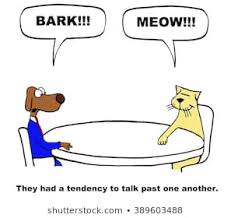 BARK!!!
MEOW!!!
They had a tendency to talk past one another.
shutterstock.com • 389603488